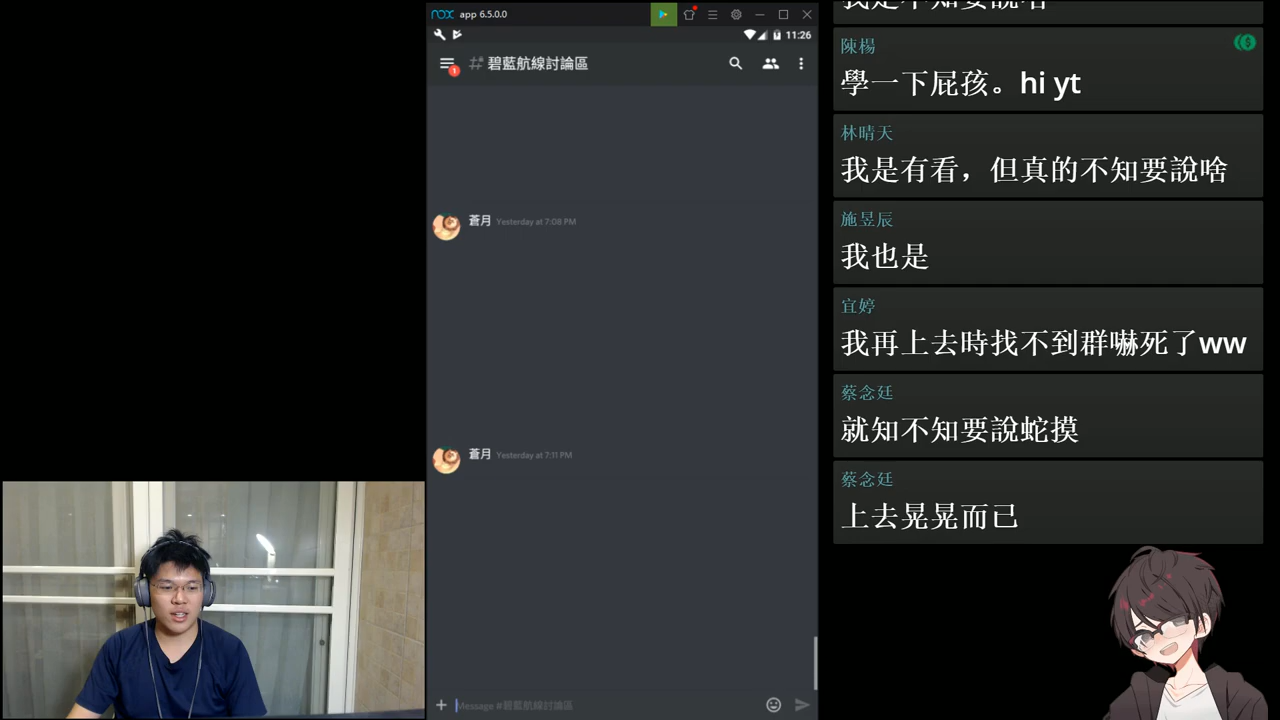 nox app 6.5.0.0
11:26
1
# 碧藍航線討論區
蒼月 Yesterday at 7:08 PM
蒼月 Yesterday at 7:11 PM
Message #碧藍航線討論區
陳楊
學一下屁孩。hi yt
林晴天
我是有看，但真的不知要說啥
施昱辰
我也是
宜婷
我再上去時找不到群嚇死了ww
蔡念廷
就知不知要說蛇摸
蔡念廷
上去晃晃而已